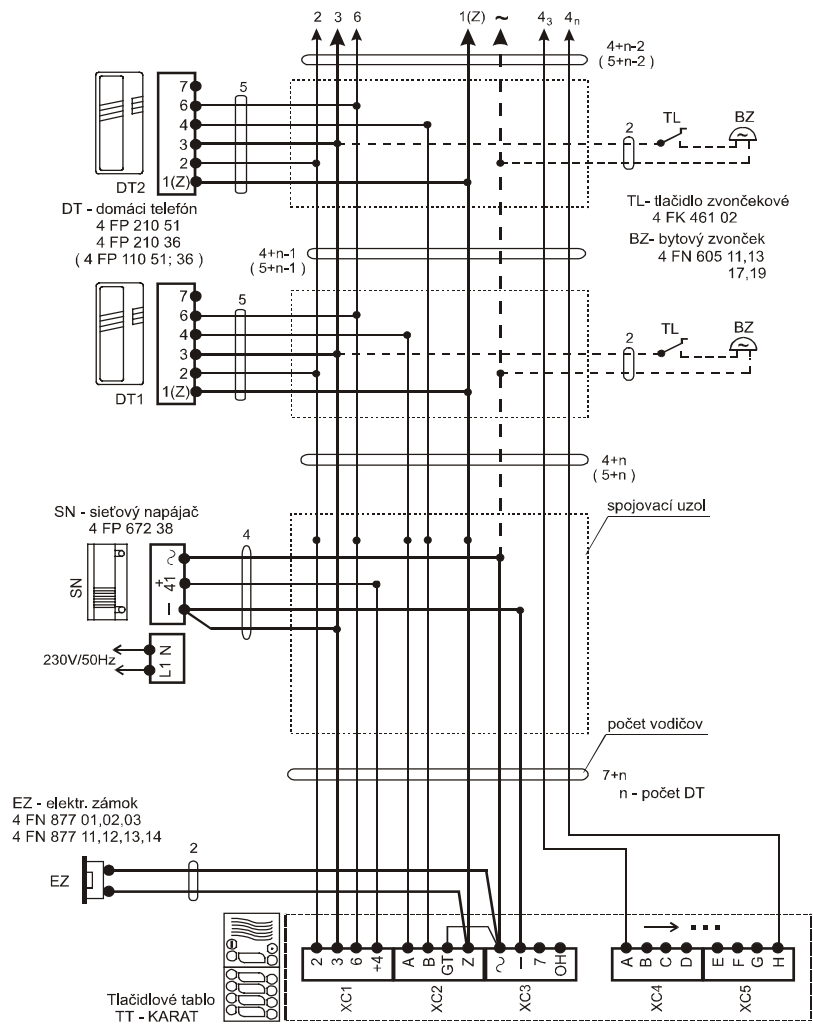 2 3 6 1(Z) ~ 4₃ 4ₙ
4+n-2
( 5+n-2 )
7
6
4
3
2
1(Z)
5
DT2
2
TL
BZ
DT - domáci telefón
4 FP 210 51
4 FP 210 36
( 4 FP 110 51; 36 )
TL- tlačidlo zvončekové
4 FK 461 02
BZ- bytový zvonček
4 FN 605 11,13
17,19
4+n-1
( 5+n-1 )
7
6
4
3
2
1(Z)
5
DT1
2
TL
BZ
4+n
( 5+n )
SN - sieťový napájač
4 FP 672 38
spojovací uzol
SN
~
+
41
–
4
230V/50Hz
L1 N
počet vodičov
7+n
n - počet DT
EZ - elektr. zámok
4 FN 877 01,02,03
4 FN 877 11,12,13,14
2
EZ
2 3 6 +4 A B GT Z ~ – 7 HO A B C D E F G H
XC1 XC2 XC3 XC4 XC5
Tlačidlové tablo
TT - KARAT